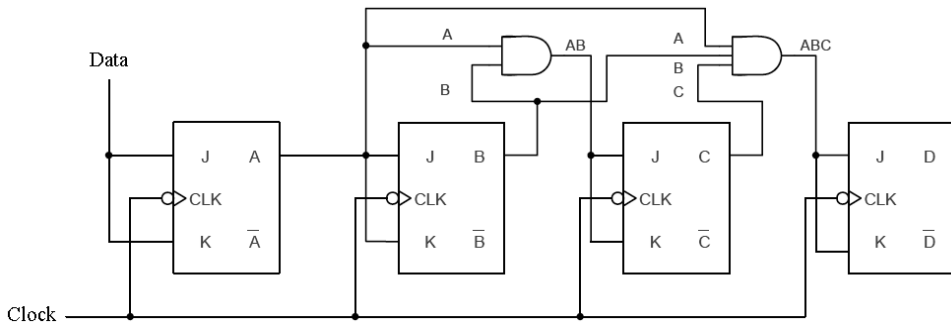 A AB A ABC
Data B
B C
J A J B J C J D
CLK CLK CLK CLK
K A̅ K B̅ K C̅ K D̅
Clock